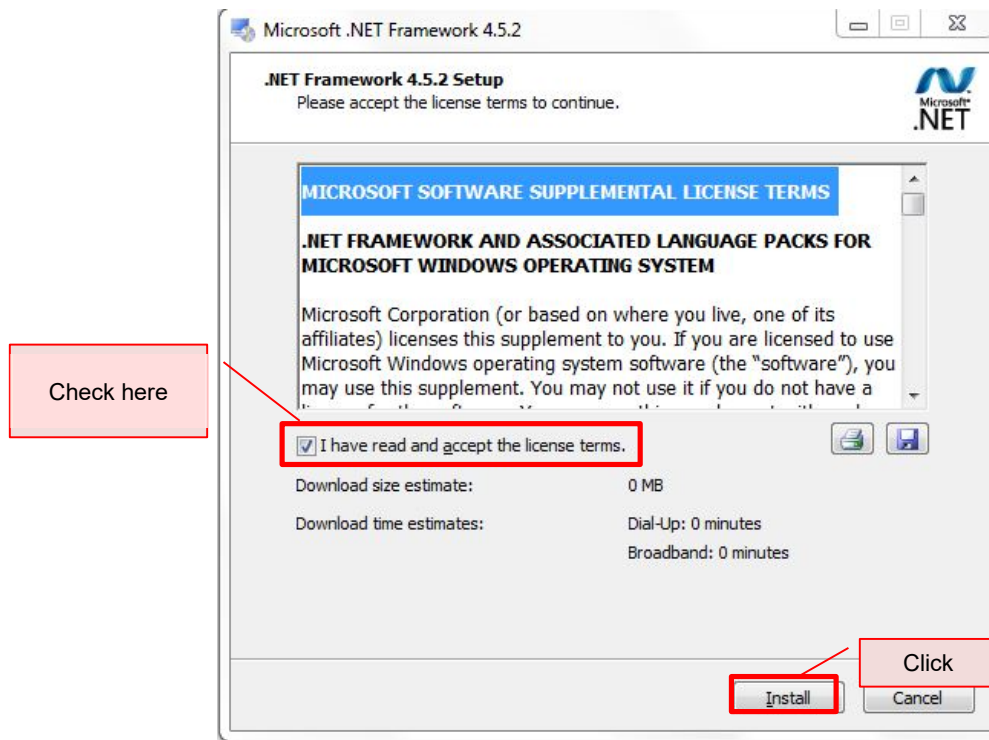 Microsoft .NET Framework 4.5.2
.NET Framework 4.5.2 Setup
Please accept the license terms to continue.
Microsoft
.NET
MICROSOFT SOFTWARE SUPPLEMENTAL LICENSE TERMS
.NET FRAMEWORK AND ASSOCIATED LANGUAGE PACKS FOR
MICROSOFT WINDOWS OPERATING SYSTEM
Microsoft Corporation (or based on where you live, one of its
affiliates) licenses this supplement to you. If you are licensed to use
Microsoft Windows operating system software (the “software”), you
may use this supplement. You may not use it if you do not have a
Check here
I have read and accept the license terms.
Download size estimate: 0 MB
Download time estimates: Dial-Up: 0 minutes
Broadband: 0 minutes
Click
Install
Cancel